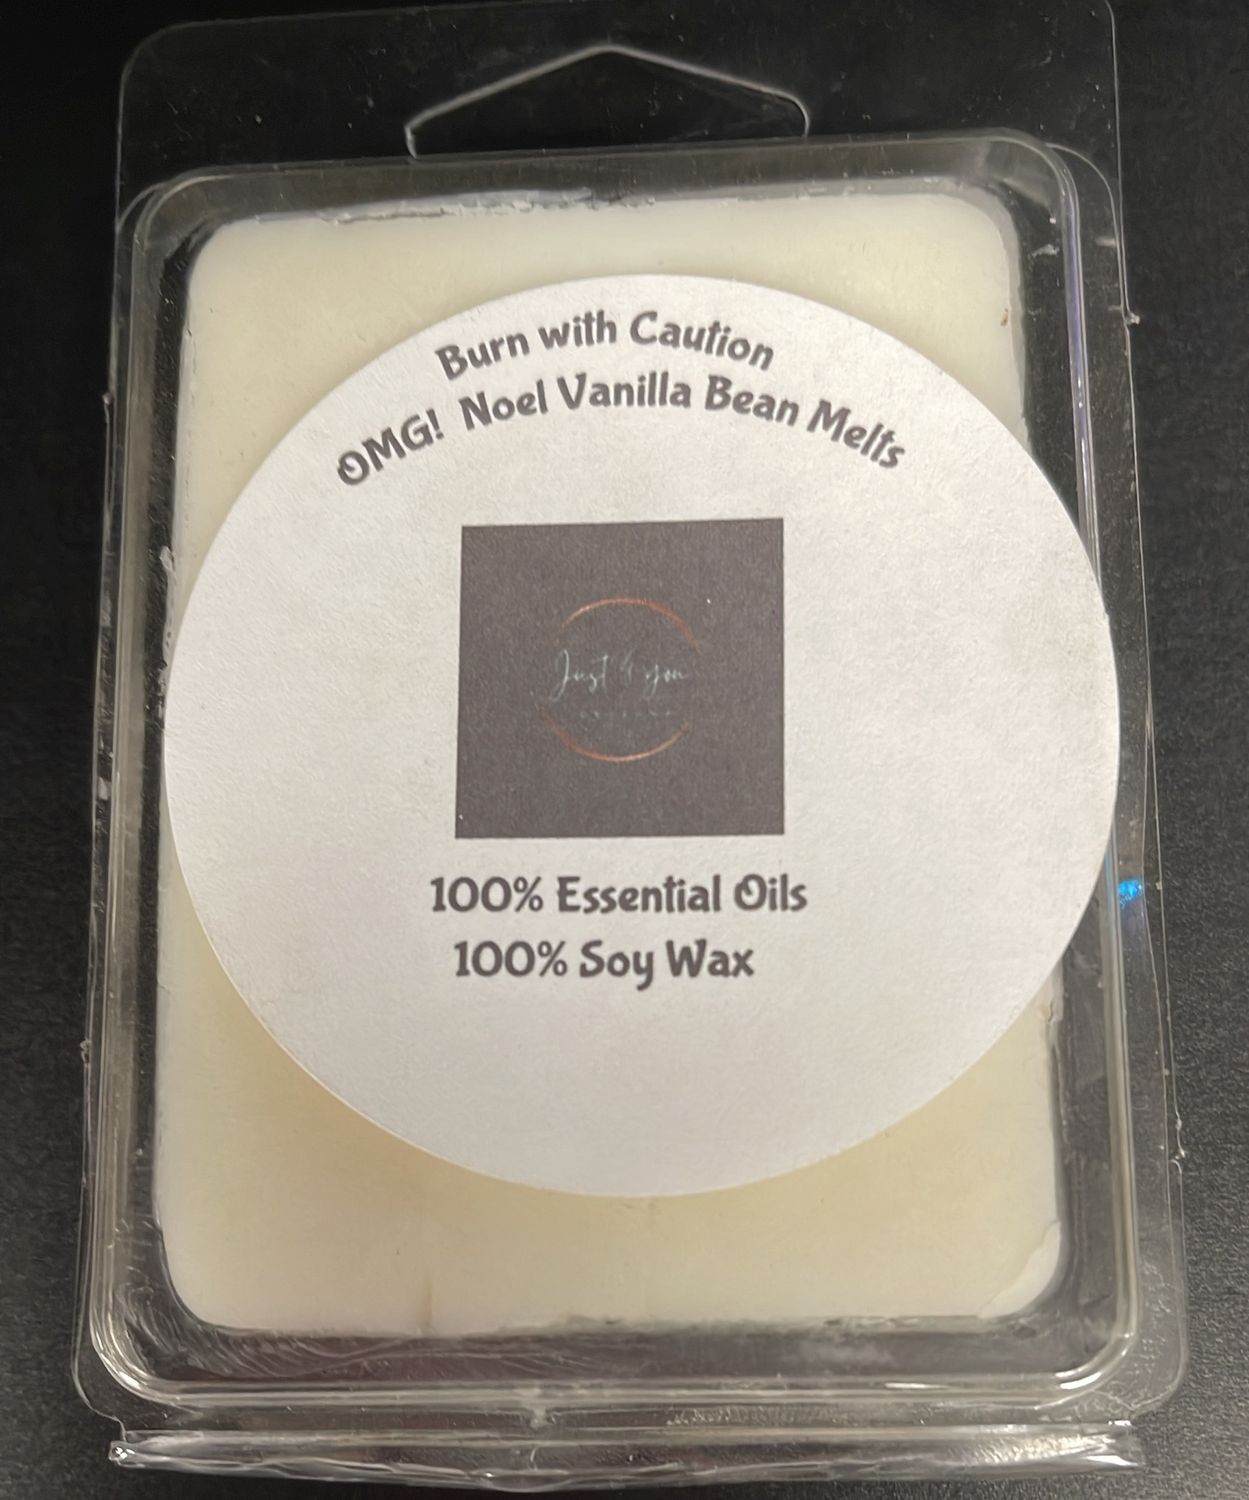 Burn with Caution
OMG! Noel Vanilla Bean Melts
Just 4 you
100% Essential Oils
100% Soy Wax